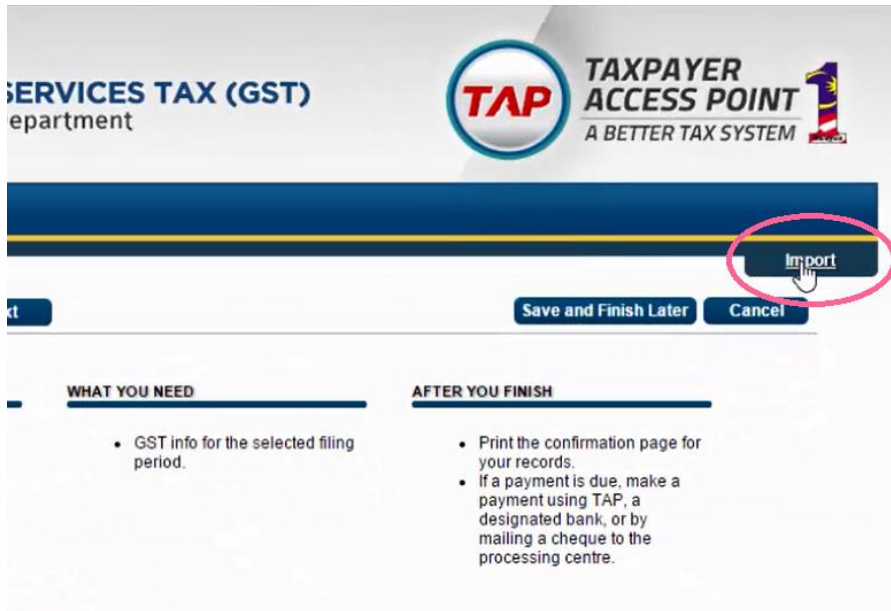 SERVICES TAX (GST)
epartment
TAP
TAXPAYER
ACCESS POINT
A BETTER TAX SYSTEM
1
Import
xt
Save and Finish Later
Cancel
WHAT YOU NEED
• GST info for the selected filing
period.
AFTER YOU FINISH
• Print the confirmation page for
your records.
• If a payment is due, make a
payment using TAP, a
designated bank, or by
mailing a cheque to the
processing centre.